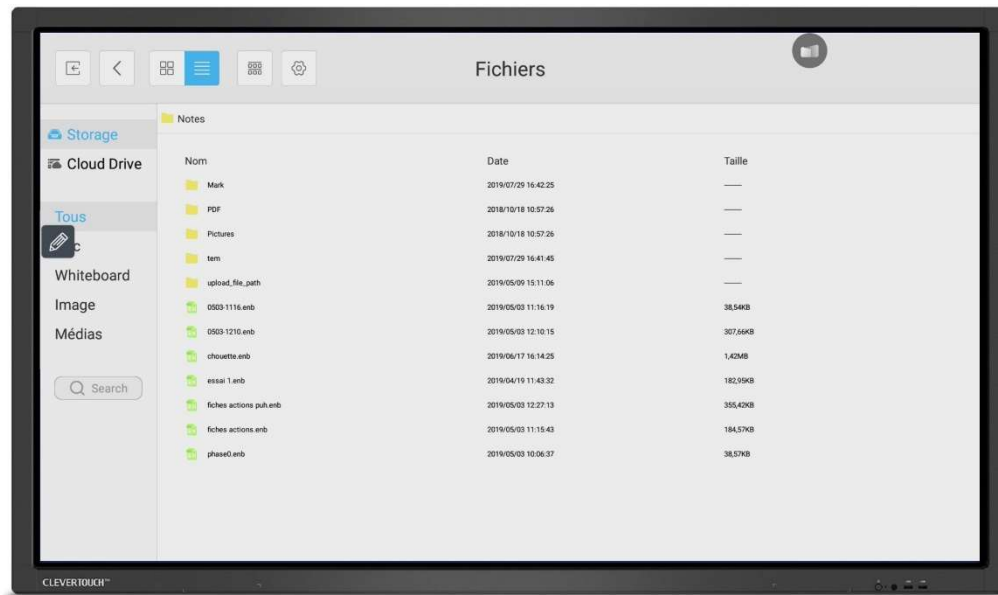 Fichiers
Storage
Cloud Drive
Tous
c
Whiteboard
Image
Médias
Search
Notes
Nom Date Taille
Mark 2019/07/29 16:42:25 ——
PDF 2018/10/18 10:57:26 ——
Pictures 2018/10/18 10:57:26 ——
tem 2019/07/29 16:41:45 ——
upload_file_path 2019/05/09 15:11:06 ——
0503-1116.enb 2019/05/03 11:16:19 38,54KB
0503-1210.enb 2019/05/03 12:10:15 307,66KB
chouette.enb 2019/06/17 16:14:25 1,42MB
essai 1.enb 2019/04/19 11:43:32 182,95KB
fiches actions puh.enb 2019/05/03 12:27:13 355,42KB
fiches actions.enb 2019/05/03 11:15:43 184,57KB
phase0.enb 2019/05/03 10:06:37 38,57KB
CLEVERTOUCH™